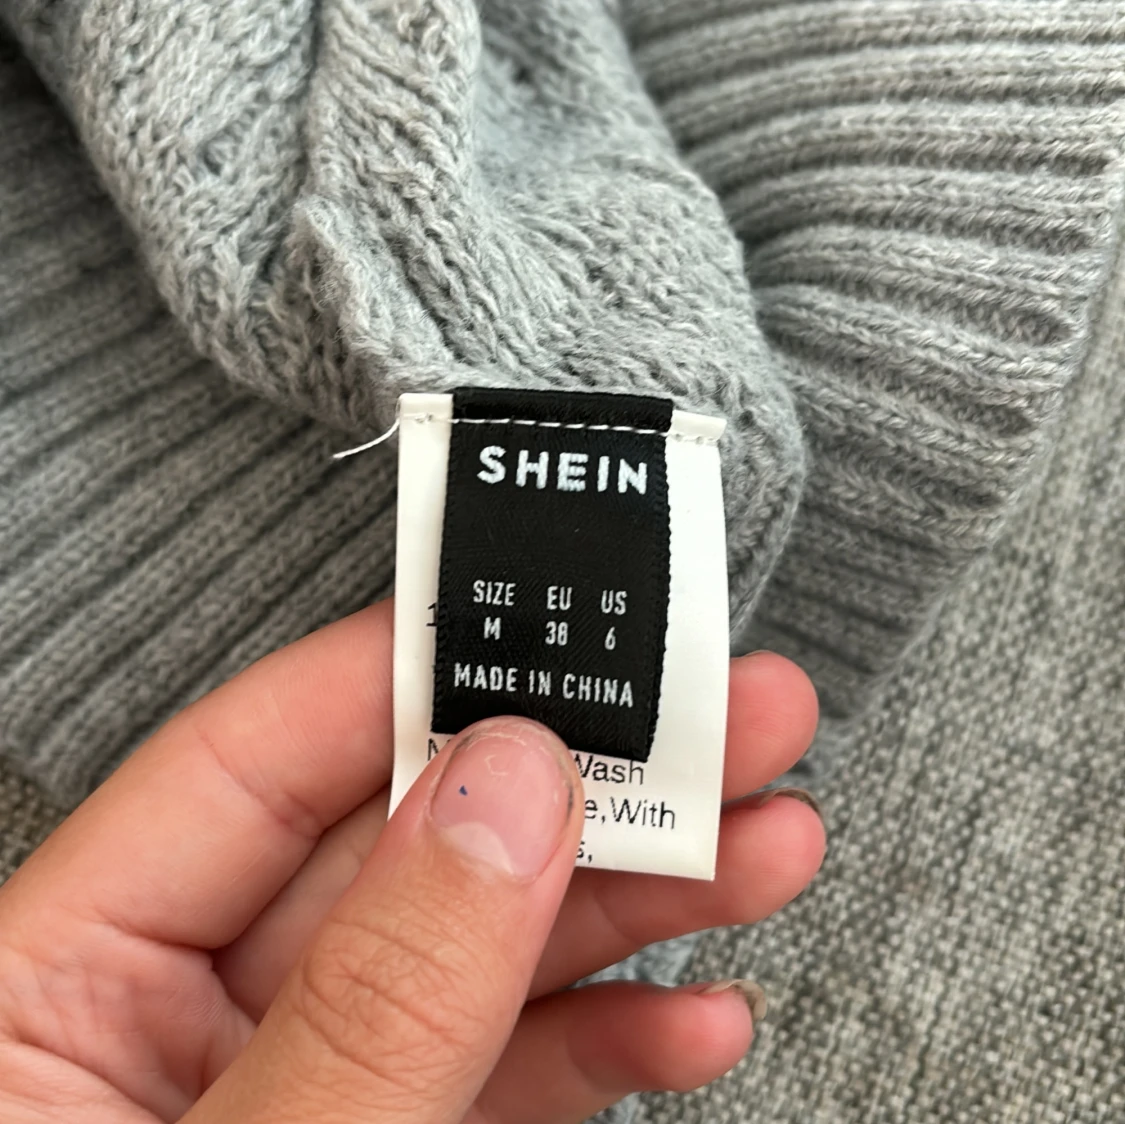 SHEIN
SIZE EU US
M 38 6
MADE IN CHINA
Wash
With